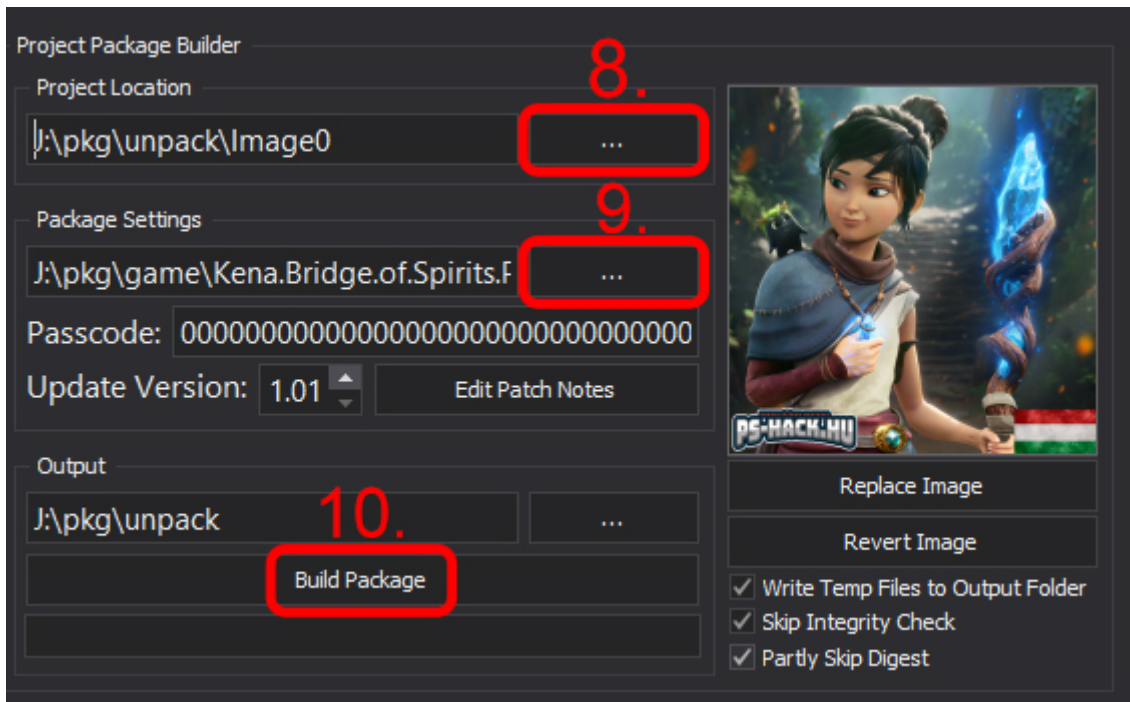 Project Package Builder
8.
Project Location
J:\pkg\unpack\Image0
...
9.
Package Settings
J:\pkg\game\Kena.Bridge.of.Spirits.F
...
Passcode: 00000000000000000000000000000000
Update Version: 1.01
Edit Patch Notes
PS-HACK.HU
Output
Replace Image
10.
J:\pkg\unpack
...
Revert Image
Build Package
Write Temp Files to Output Folder
Skip Integrity Check
Partly Skip Digest